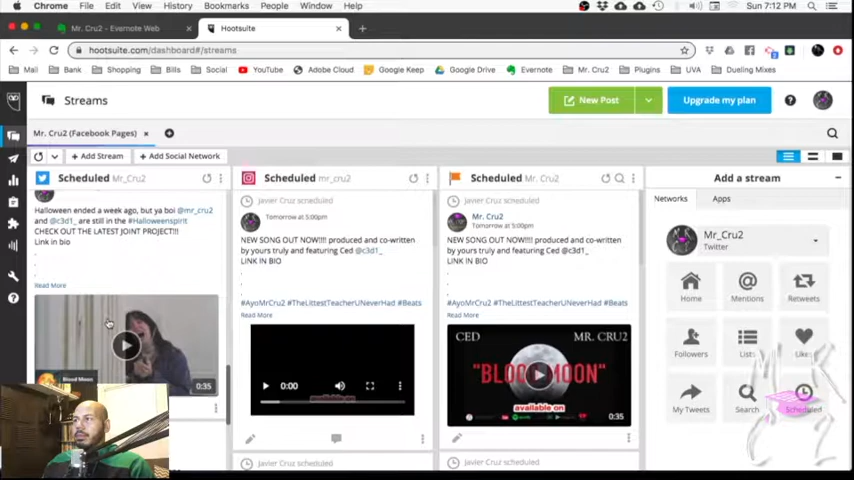 Chrome File Edit View History Bookmarks People Window Help
Sun 7:12 PM
Mr. Cru2 - Evernote Web
Hootsuite
hootsuite.com/dashboard#/streams
Mail Bank Shopping Bills Social YouTube Adobe Cloud Google Keep Google Drive Evernote Mr. Cru2 Plugins UVA Dueling Mixes
Streams
New Post
Upgrade my plan
Mr. Cru2 (Facebook Pages)
Add Stream
Add Social Network
Scheduled Mr_Cru2
Halloween ended a week ago, but ya boi @mr_cru2
and @c3d1_ are still in the #Halloweenspirit
CHECK OUT THE LATEST JOINT PROJECT!!!
Link in bio
.
.
.
Read More
Blood Moon
0:35
Scheduled mr_cru2
Javier Cruz scheduled
Tomorrow at 5:00pm
NEW SONG OUT NOW!!!! produced and co-written
by yours truly and featuring Ced @c3d1_
LINK IN BIO
.
.
.
#AyoMrCru2 #TheLittestTeacherUNeverHad #Beats
Read More
0:00
Javier Cruz scheduled
Scheduled Mr. Cru2
Javier Cruz scheduled
Mr. Cru2
Tomorrow at 5:00pm
NEW SONG OUT NOW!!!! produced and co-written
by yours truly and featuring Ced @c3d1_
LINK IN BIO
.
.
.
#AyoMrCru2 #TheLittestTeacherUNeverHad #Beats
Read More
CED MR. CRU2
"BLOOD MOON"
available on
0:35
Javier Cruz scheduled
Add a stream
Networks Apps
Mr_Cru2
Twitter
Home Mentions Retweets
Followers Lists Likes
My Tweets Search Scheduled